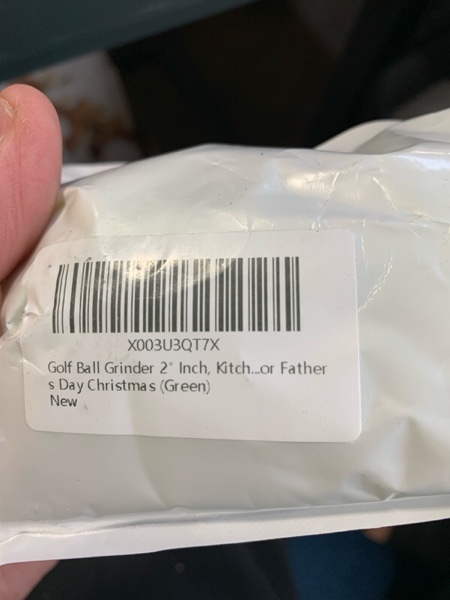 X003U3QT7X
Golf Ball Grinder 2" Inch, Kitch...or Father
s Day Christmas (Green)
New